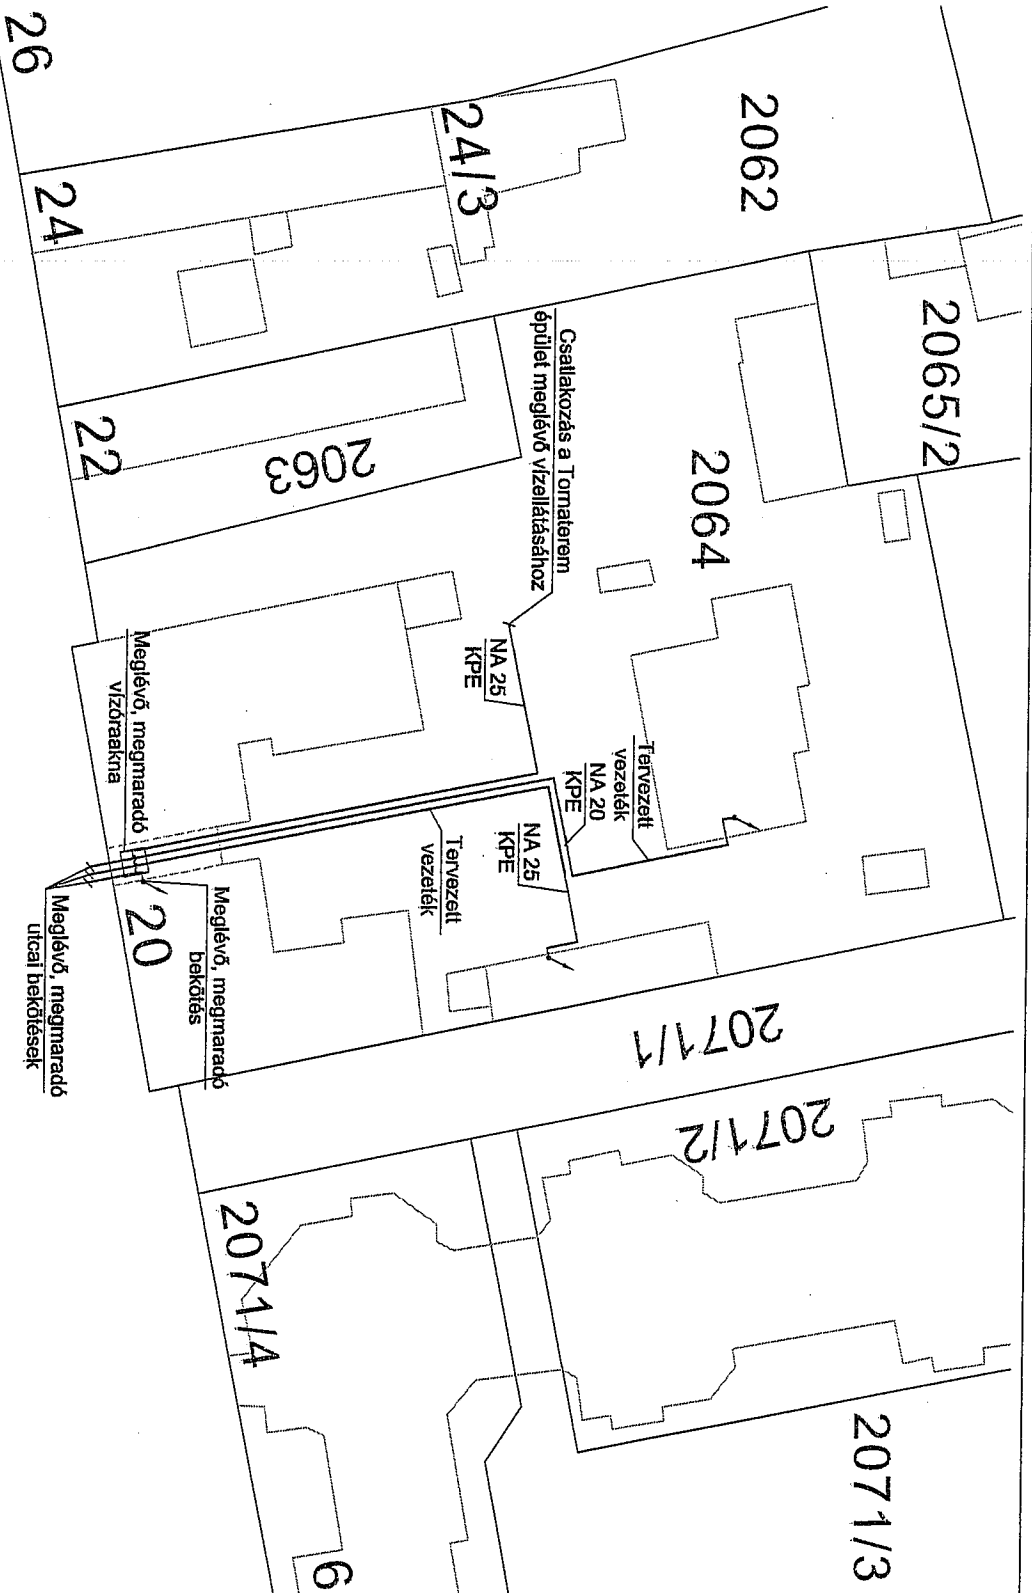 2062
2065/2
24/3
2064
26
24
22
2063
Csatlakozás a Tornaterem
épület meglévő vízellátásához
NA 25
KPE
Tervezett
vezeték
NA 20
KPE
NA 25
KPE
Tervezett
vezeték
Meglévő, megmaradó
vízóraakna
20
Meglévő, megmaradó
bekötés
Meglévő, megmaradó
utcai bekötések
2071/1
2071/2
2071/4
2071/3
6